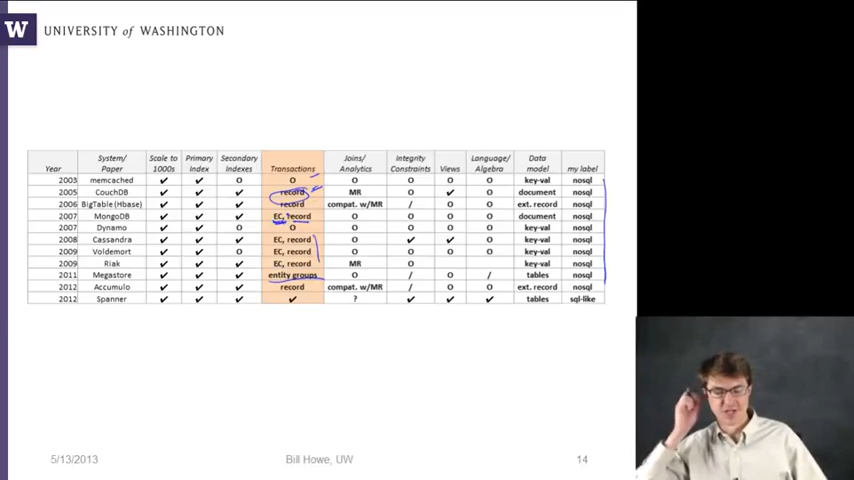 W UNIVERSITY of WASHINGTON
Year System/Paper Scale to 1000s Primary Index Secondary Indexes Transactions Joins/Analytics Integrity Constraints Views Language/Algebra Data model my label
2003 memcached ✔ ✔ O O O O O O key-val nosql
2005 CouchDB ✔ ✔ ✔ record MR O ✔ O document nosql
2006 BigTable (Hbase) ✔ ✔ ✔ record compat. w/MR / O O ext. record nosql
2007 MongoDB ✔ ✔ ✔ EC, record O O O O document nosql
2007 Dynamo ✔ ✔ O O O O O O key-val nosql
2008 Cassandra ✔ ✔ ✔ EC, record O ✔ ✔ O key-val nosql
2009 Voldemort ✔ ✔ O EC, record O O O O key-val nosql
2009 Riak ✔ ✔ ✔ EC, record MR O key-val nosql
2011 Megastore ✔ ✔ ✔ entity groups O / O / tables nosql
2012 Accumulo ✔ ✔ ✔ record compat. w/MR / O O ext. record nosql
2012 Spanner ✔ ✔ ✔ ✔ ? ✔ ✔ ✔ tables sql-like
5/13/2013 Bill Howe, UW 14